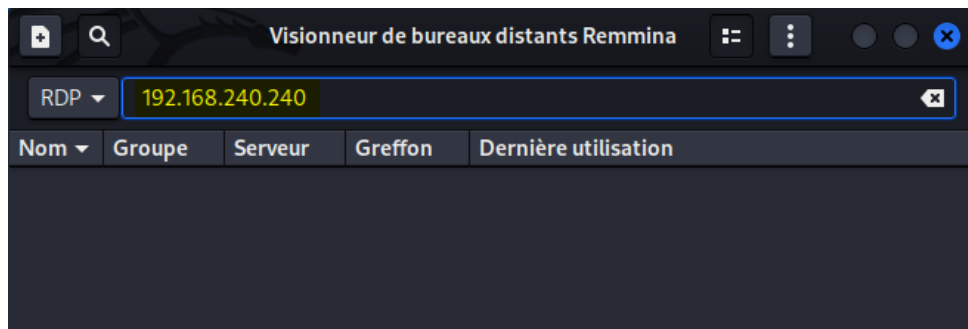 Visionneur de bureaux distants Remmina
RDP 192.168.240.240
Nom Groupe Serveur Greffon Dernière utilisation